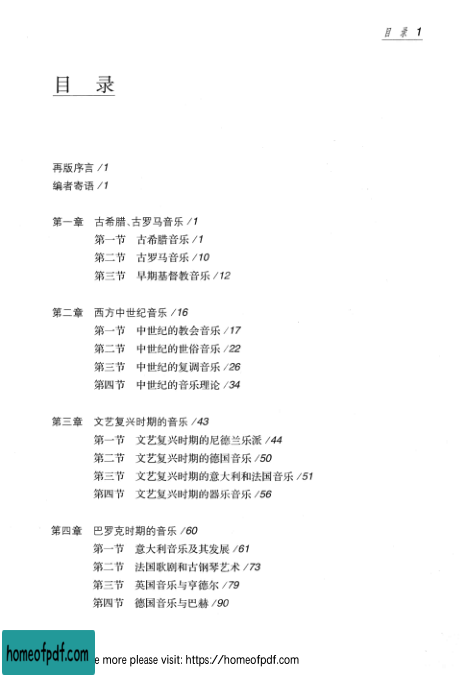 目 录 1
目 录
再版序言 /1
编者寄语 /1
第一章 古希腊、古罗马音乐 /1
第一节 古希腊音乐 /1
第二节 古罗马音乐 /10
第三节 早期基督教音乐 /12
第二章 西方中世纪音乐 /16
第一节 中世纪的教会音乐 /17
第二节 中世纪的世俗音乐 /22
第三节 中世纪的复调音乐 /26
第四节 中世纪的音乐理论 /34
第三章 文艺复兴时期的音乐 /43
第一节 文艺复兴时期的尼德兰乐派 /44
第二节 文艺复兴时期的德国音乐 /50
第三节 文艺复兴时期的意大利和法国音乐 /51
第四节 文艺复兴时期的器乐音乐 /56
第四章 巴罗克时期的音乐 /60
第一节 意大利音乐及其发展 /61
第二节 法国歌剧和古钢琴艺术 /73
第三节 英国音乐与亨德尔 /79
第四节 德国音乐与巴赫 /90
homeofpdf.com
e more please visit: https://homeofpdf.com